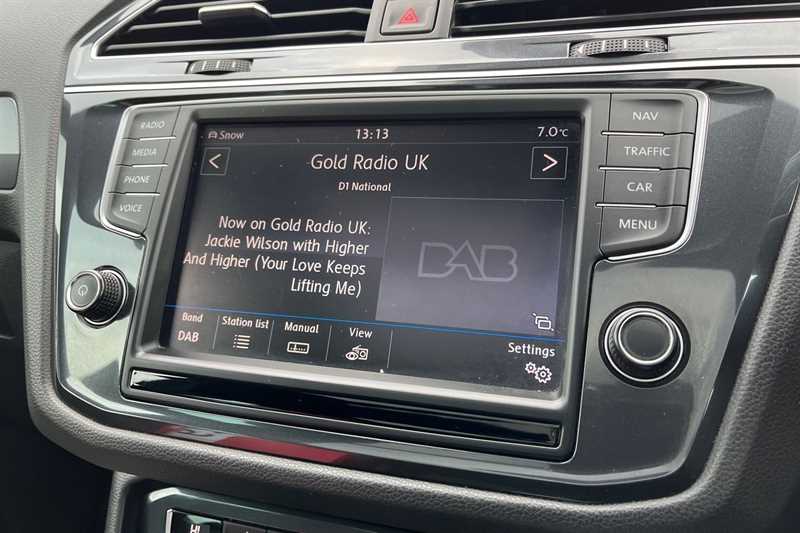 RADIO
MEDIA
PHONE
VOICE
Snow
13:13
7.0°C
<
Gold Radio UK
>
D1 National
Now on Gold Radio UK:
Jackie Wilson with Higher
And Higher (Your Love Keeps
Lifting Me)
DAB
Band
DAB
Station list
Manual
View
Settings
NAV
TRAFFIC
CAR
MENU
HI